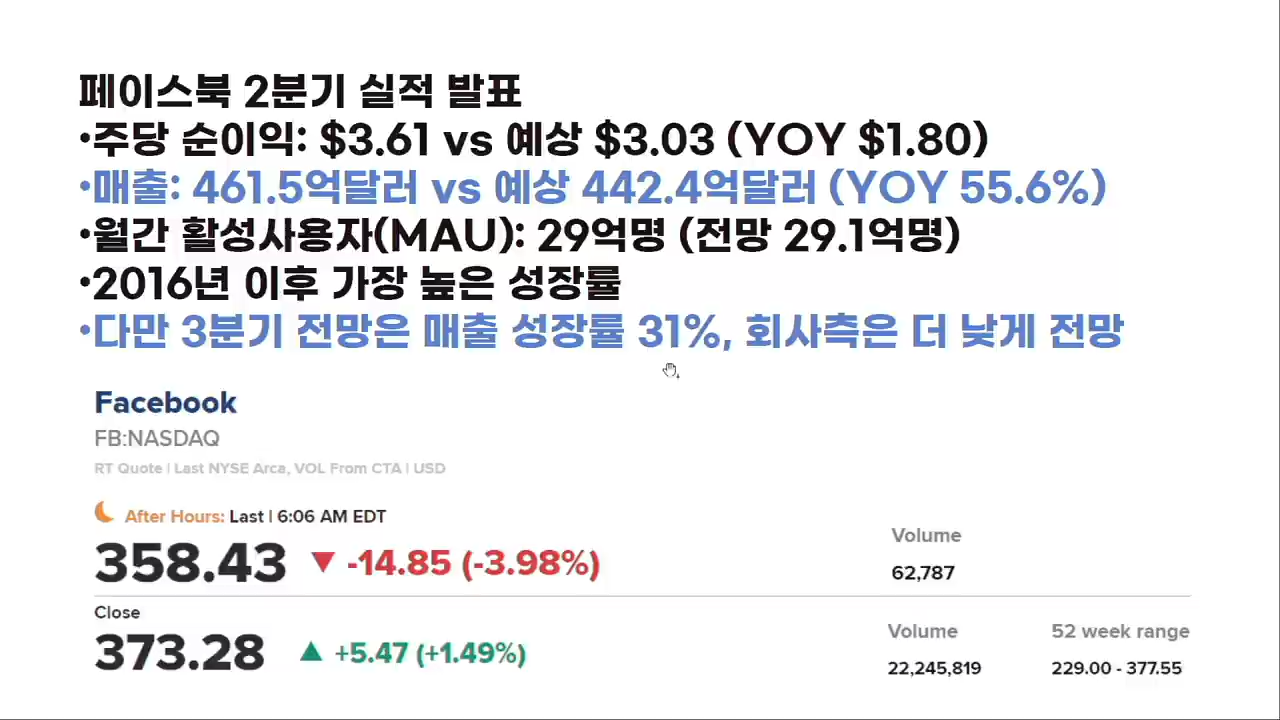 페이스북 2분기 실적 발표
•주당 순이익: $3.61 vs 예상 $3.03 (YOY $1.80)
•매출: 461.5억달러 vs 예상 442.4억달러 (YOY 55.6%)
•월간 활성사용자(MAU): 29억명 (전망 29.1억명)
•2016년 이후 가장 높은 성장률
•다만 3분기 전망은 매출 성장률 31%, 회사측은 더 낮게 전망
Facebook
FB:NASDAQ
RT Quote | Last NYSE Arca, VOL From CTA | USD
After Hours: Last | 6:06 AM EDT
358.43 ▼ -14.85 (-3.98%)
Volume
62,787
Close
373.28 ▲ +5.47 (+1.49%)
Volume
22,245,819
52 week range
229.00 - 377.55